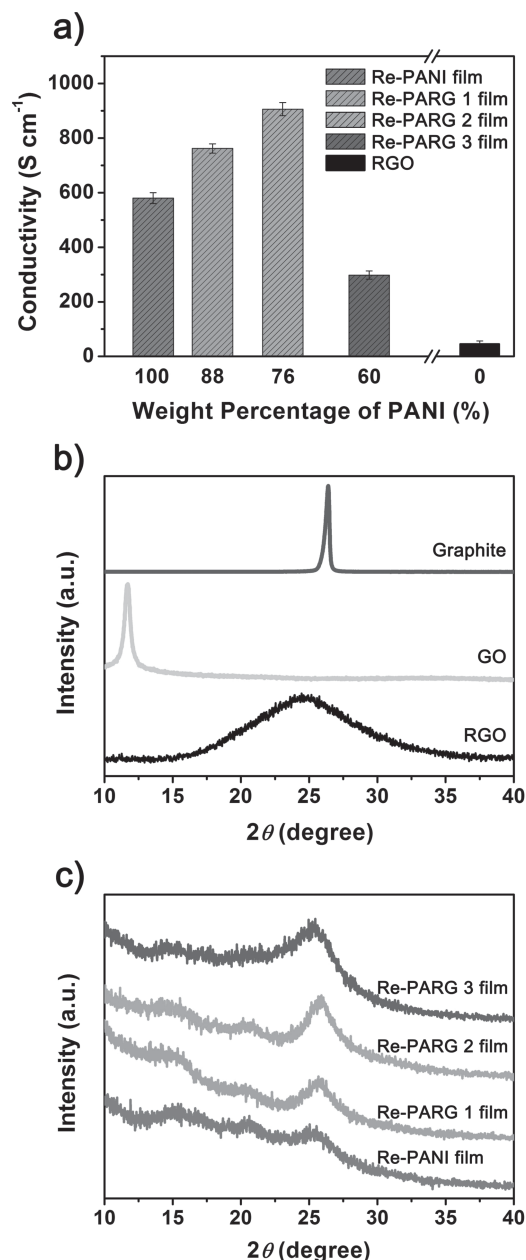 a)
Conductivity (S cm⁻¹)
1000
800
600
400
200
0
Re-PANI film
Re-PARG 1 film
Re-PARG 2 film
Re-PARG 3 film
RGO
100 88 76 60 0
Weight Percentage of PANI (%)
b)
Intensity (a.u.)
Graphite
GO
RGO
10 15 20 25 30 35 40
2θ (degree)
c)
Intensity (a.u.)
Re-PARG 3 film
Re-PARG 2 film
Re-PARG 1 film
Re-PANI film
10 15 20 25 30 35 40
2θ (degree)